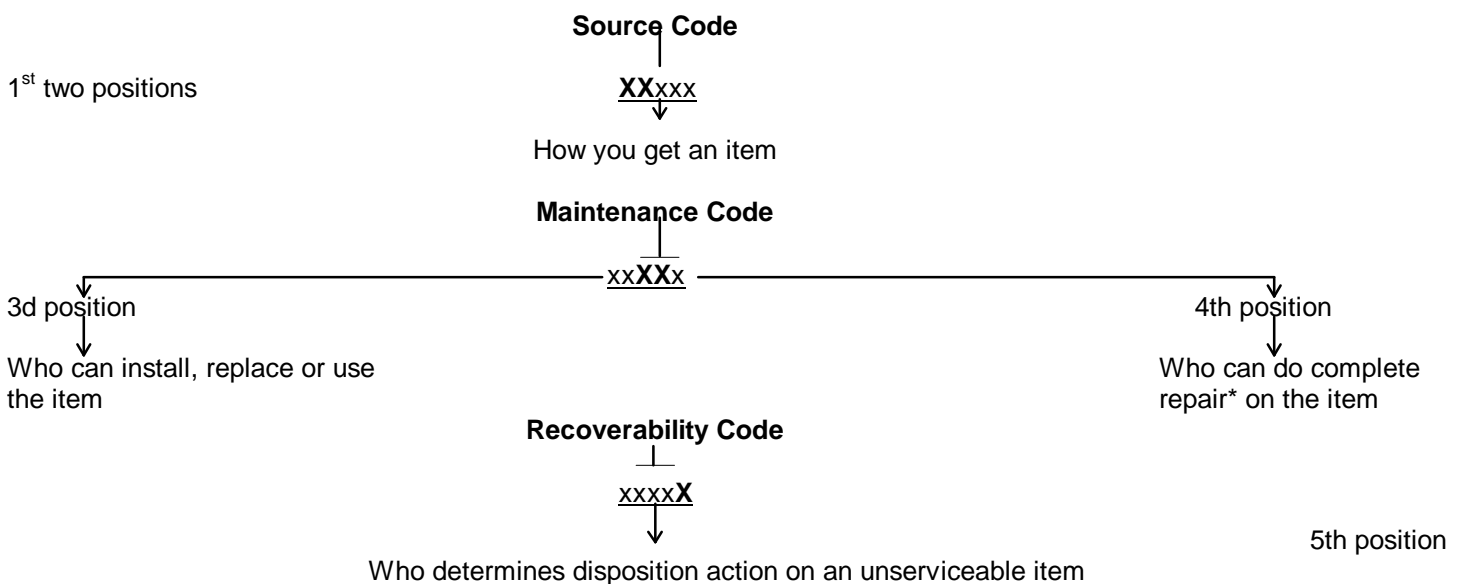 Source Code
1st two positions XXxxx
How you get an item
Maintenance Code
xxXXx
3d position 4th position
Who can install, replace or use Who can do complete
the item repair* on the item
Recoverability Code
xxxxX
5th position
Who determines disposition action on an unserviceable item